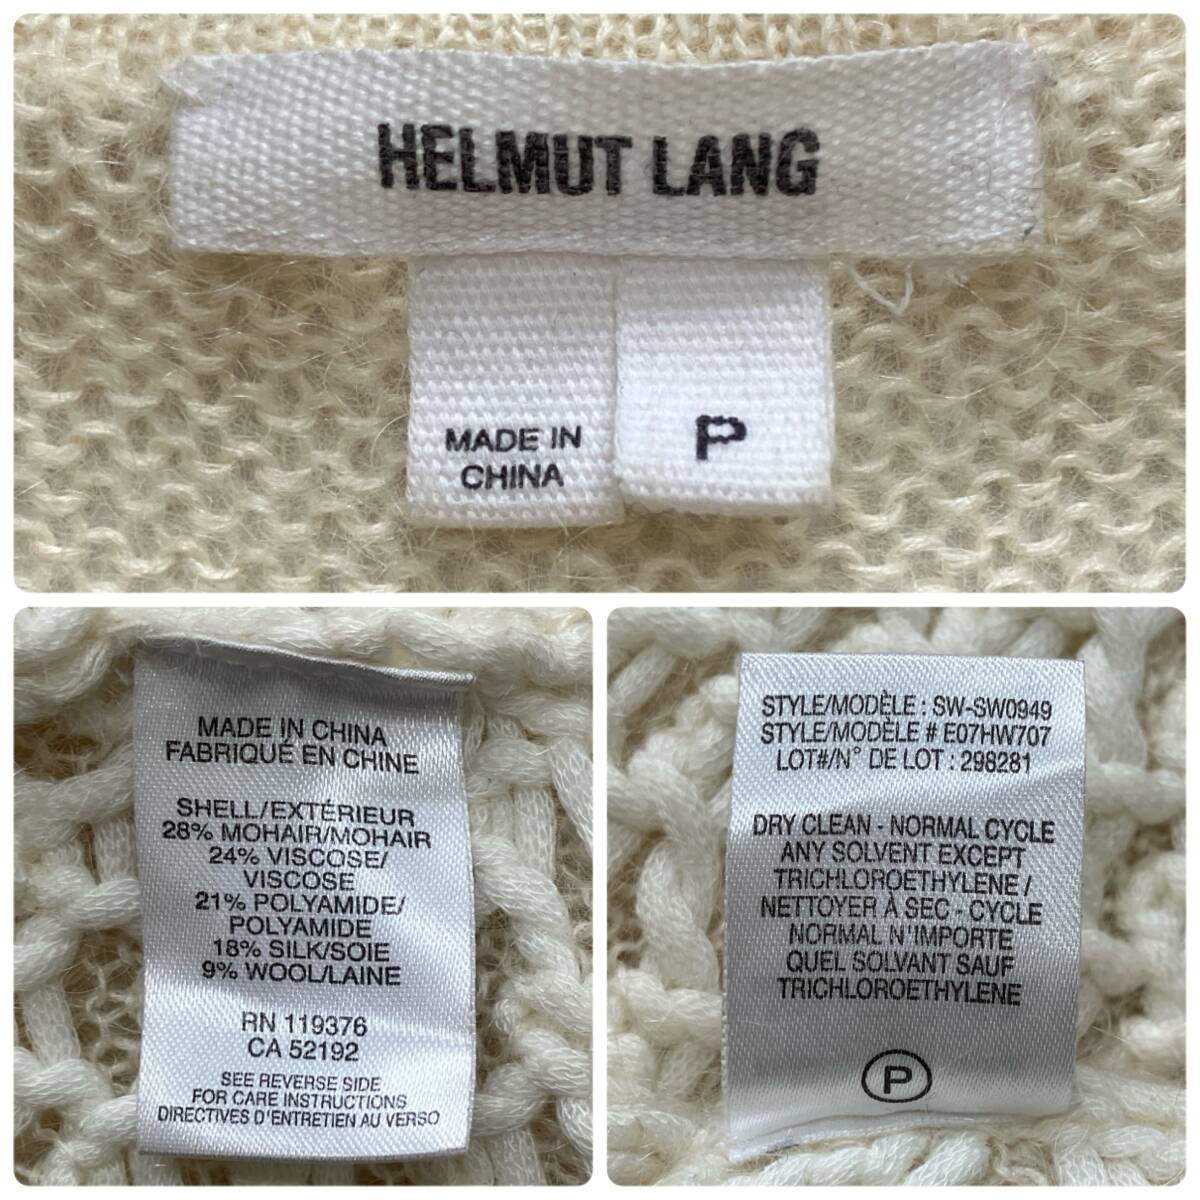 HELMUT LANG
MADE IN
CHINA
P
MADE IN CHINA
FABRIQUÉ EN CHINE
SHELL/EXTÉRIEUR
28% MOHAIR/MOHAIR
24% VISCOSE/
VISCOSE
21% POLYAMIDE/
POLYAMIDE
18% SILK/SOIE
9% WOOL/LAINE
RN 119376
CA 52192
SEE REVERSE SIDE
FOR CARE INSTRUCTIONS
DIRECTIVES D'ENTRETIEN AU VERSO
STYLE/MODÈLE : SW-SW0949
STYLE/MODÈLE # E07HW707
LOT#/N° DE LOT : 298281
DRY CLEAN - NORMAL CYCLE
ANY SOLVENT EXCEPT
TRICHLOROETHYLENE /
NETTOYER À SEC - CYCLE
NORMAL N'IMPORTE
QUEL SOLVANT SAUF
TRICHLOROETHYLENE
P